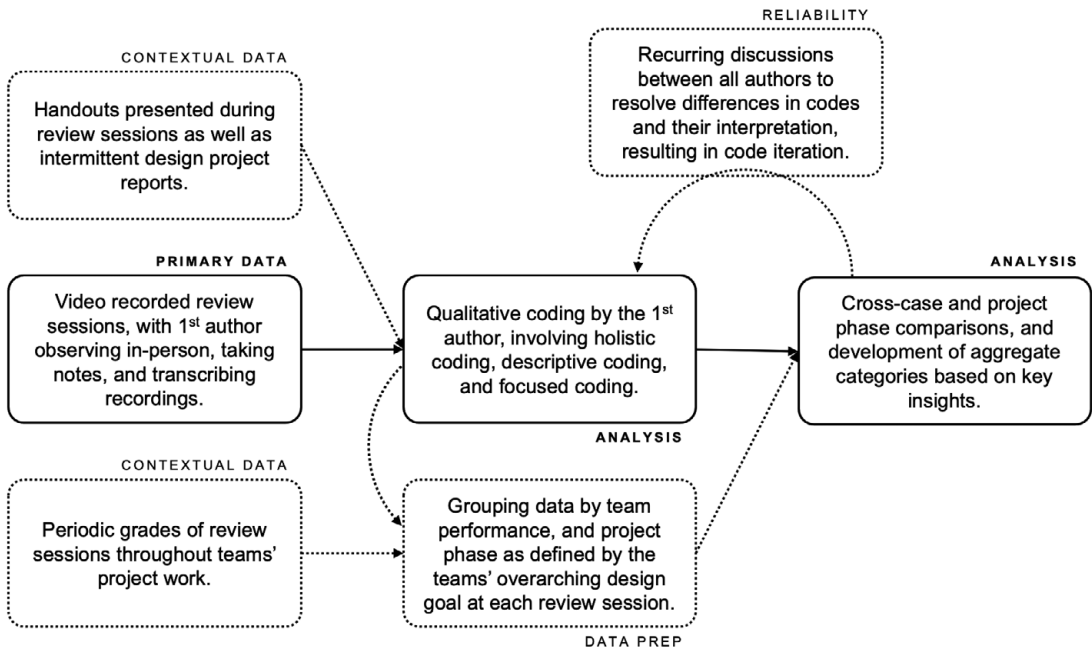 CONTEXTUAL DATA
Handouts presented during
review sessions as well as
intermittent design project
reports.
RELIABILITY
Recurring discussions
between all authors to
resolve differences in codes
and their interpretation,
resulting in code iteration.
PRIMARY DATA
Video recorded review
sessions, with 1st author
observing in-person, taking
notes, and transcribing
recordings.
Qualitative coding by the 1st
author, involving holistic
coding, descriptive coding,
and focused coding.
ANALYSIS
ANALYSIS
Cross-case and project
phase comparisons, and
development of aggregate
categories based on key
insights.
CONTEXTUAL DATA
Periodic grades of review
sessions throughout teams’
project work.
Grouping data by team
performance, and project
phase as defined by the
teams’ overarching design
goal at each review session.
DATA PREP